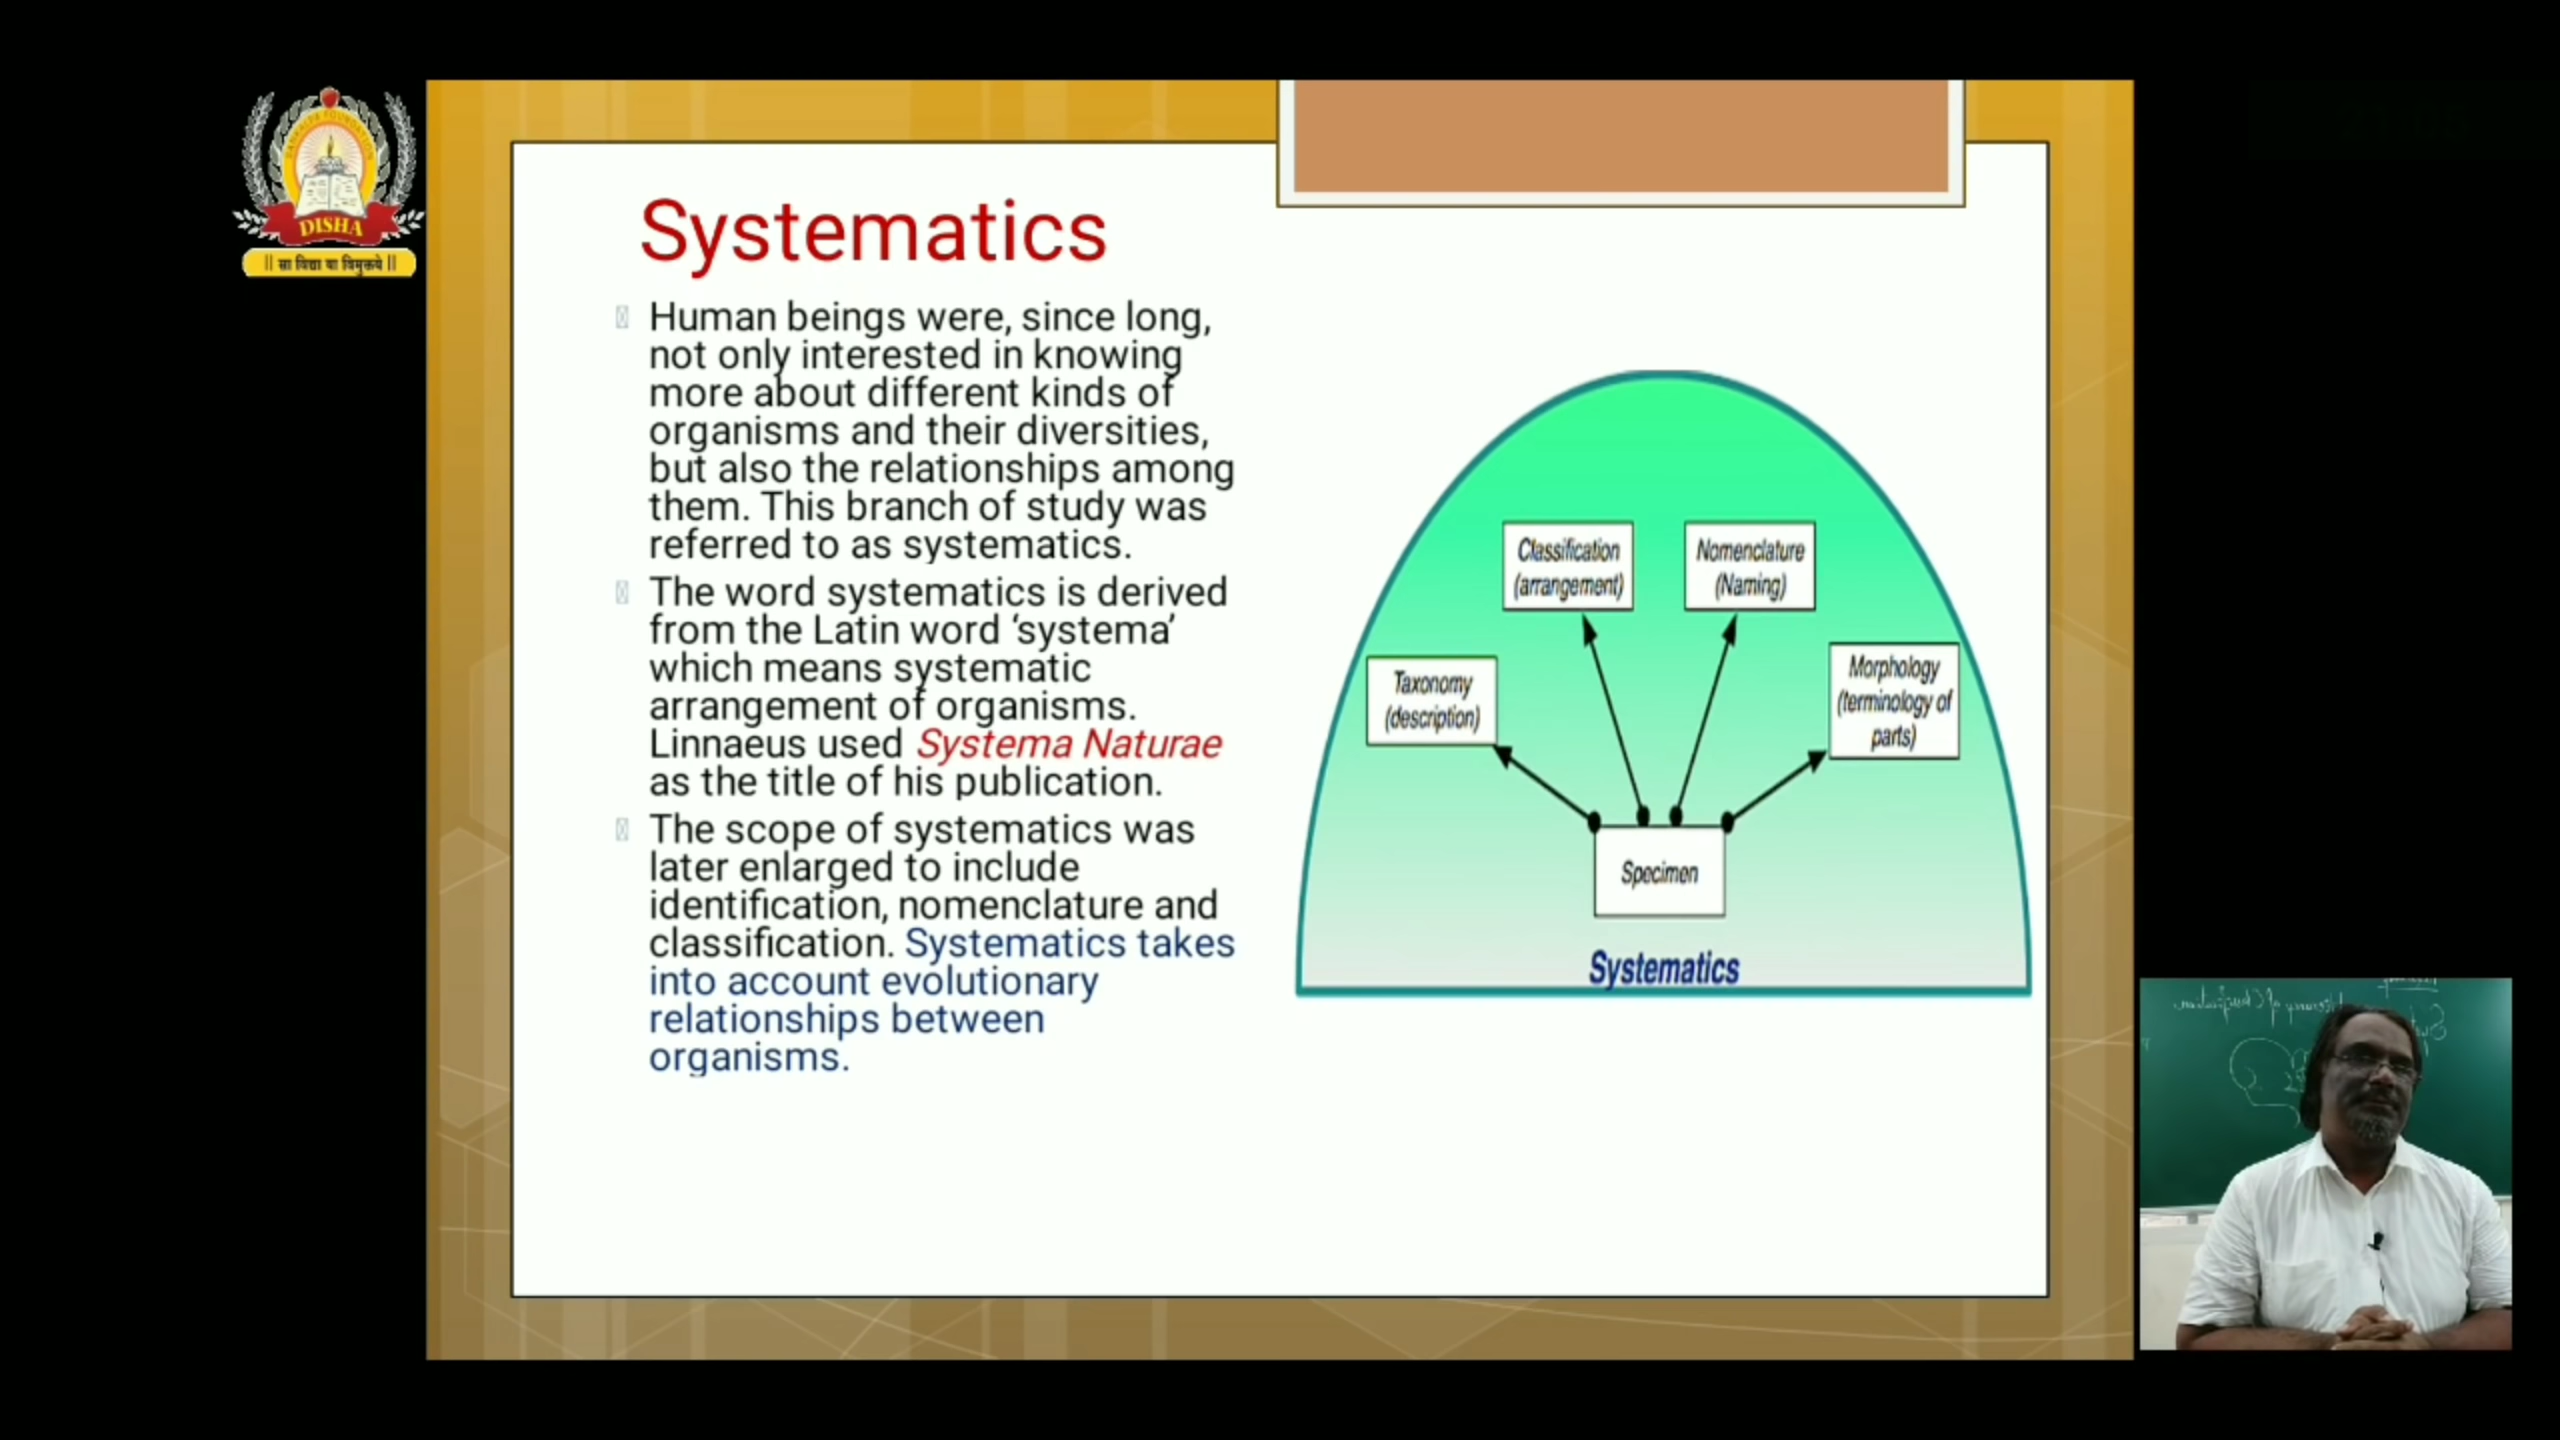 Systematics
Human beings were, since long,
not only interested in knowing
more about different kinds of
organisms and their diversities,
but also the relationships among
them. This branch of study was
referred to as systematics.
The word systematics is derived
from the Latin word ‘systema’
which means systematic
arrangement of organisms.
Linnaeus used Systema Naturae
as the title of his publication.
The scope of systematics was
later enlarged to include
identification, nomenclature and
classification. Systematics takes
into account evolutionary
relationships between
organisms.
Classification
(arrangement)
Nomenclature
(Naming)
Taxonomy
(description)
Morphology
(terminology of
parts)
Specimen
Systematics
DISHA
|| सा विद्या या विमुक्तये ||